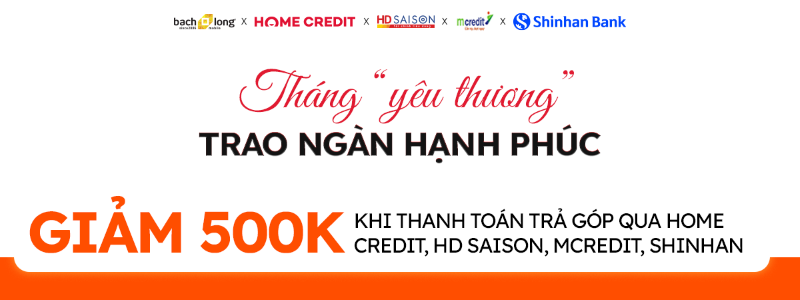 bach long mobile x HOME CREDIT x HD SAISON x mcredit x Shinhan Bank
Tháng “yêu thương”
TRAO NGÀN HẠNH PHÚC
GIẢM 500K
KHI THANH TOÁN TRẢ GÓP QUA HOME
CREDIT, HD SAISON, MCREDIT, SHINHAN